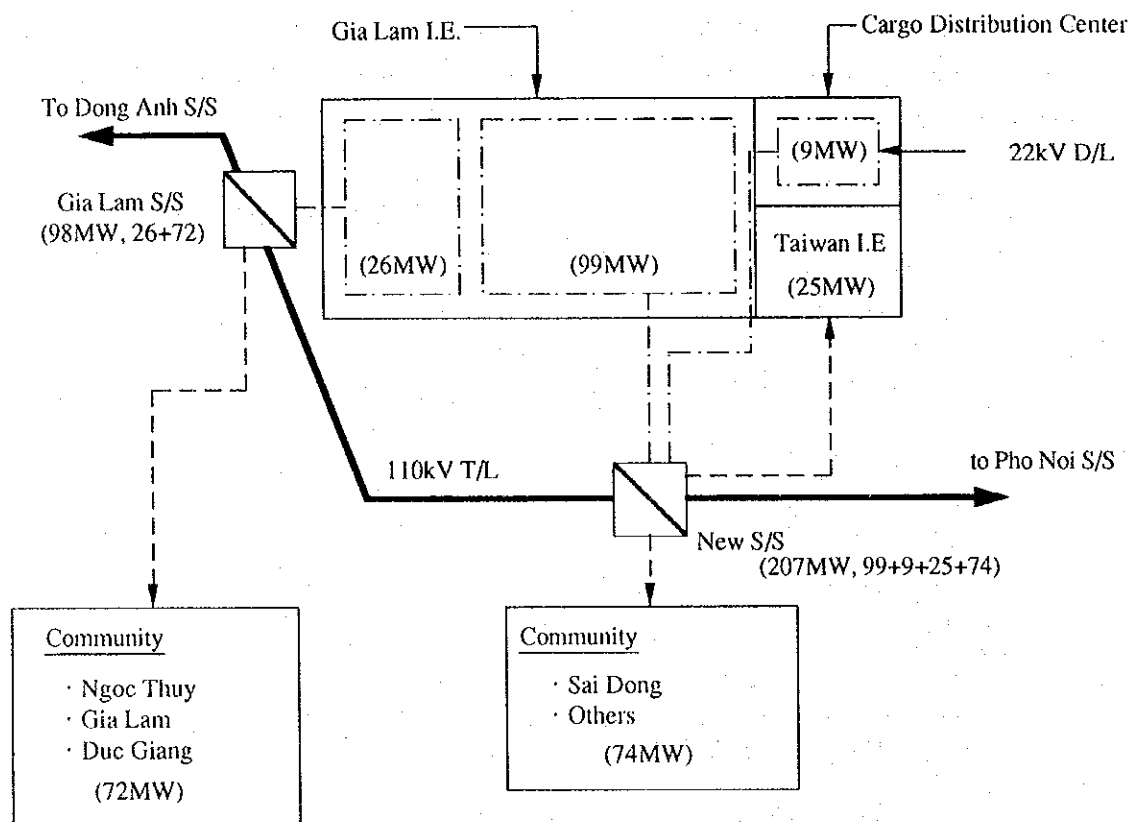 Gia Lam I.E.
Cargo Distribution Center
To Dong Anh S/S
(9MW)
22kV D/L
Gia Lam S/S
(98MW, 26+72)
(26MW)
(99MW)
Taiwan I.E
(25MW)
110kV T/L
to Pho Noi S/S
New S/S
(207MW, 99+9+25+74)
Community
· Ngoc Thuy
· Gia Lam
· Duc Giang
(72MW)
Community
· Sai Dong
· Others
(74MW)